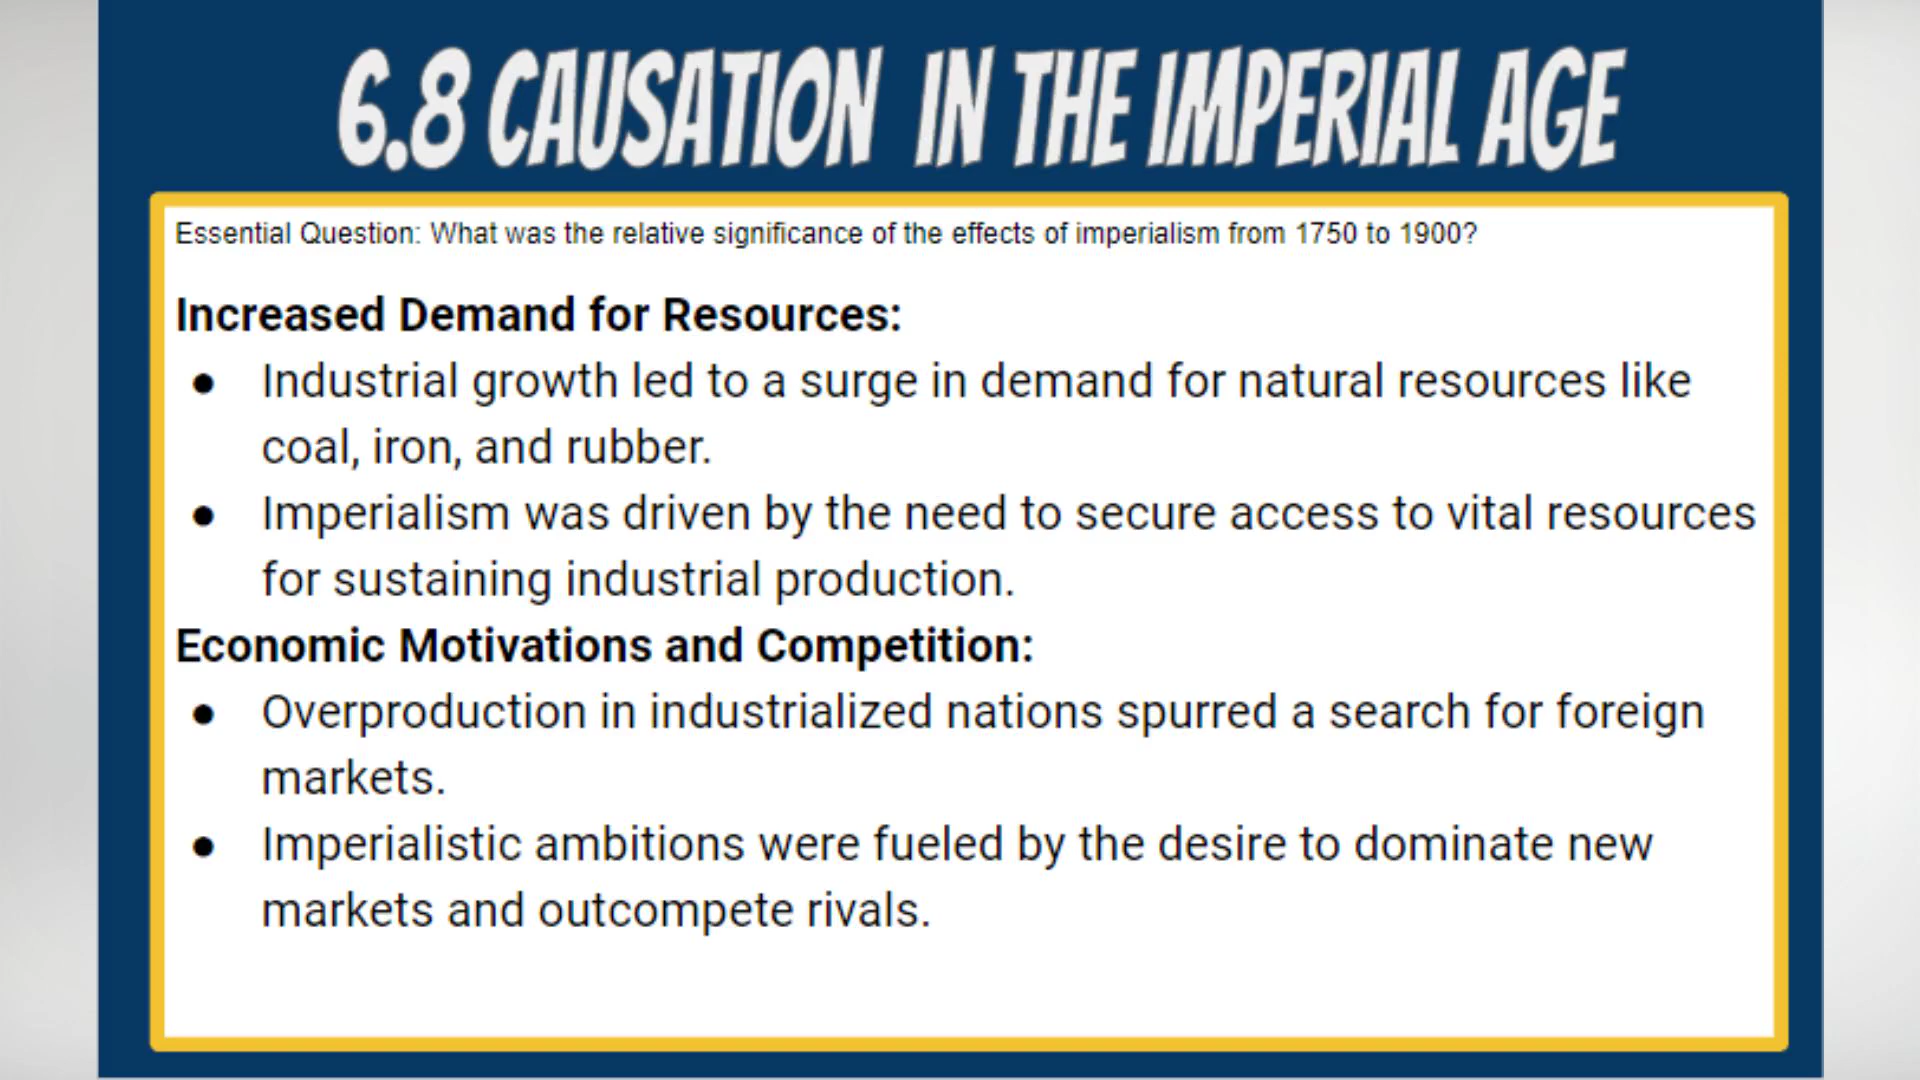 6.8 CAUSATION IN THE IMPERIAL AGE
Essential Question: What was the relative significance of the effects of imperialism from 1750 to 1900?
Increased Demand for Resources:
● Industrial growth led to a surge in demand for natural resources like
coal, iron, and rubber.
● Imperialism was driven by the need to secure access to vital resources
for sustaining industrial production.
Economic Motivations and Competition:
● Overproduction in industrialized nations spurred a search for foreign
markets.
● Imperialistic ambitions were fueled by the desire to dominate new
markets and outcompete rivals.